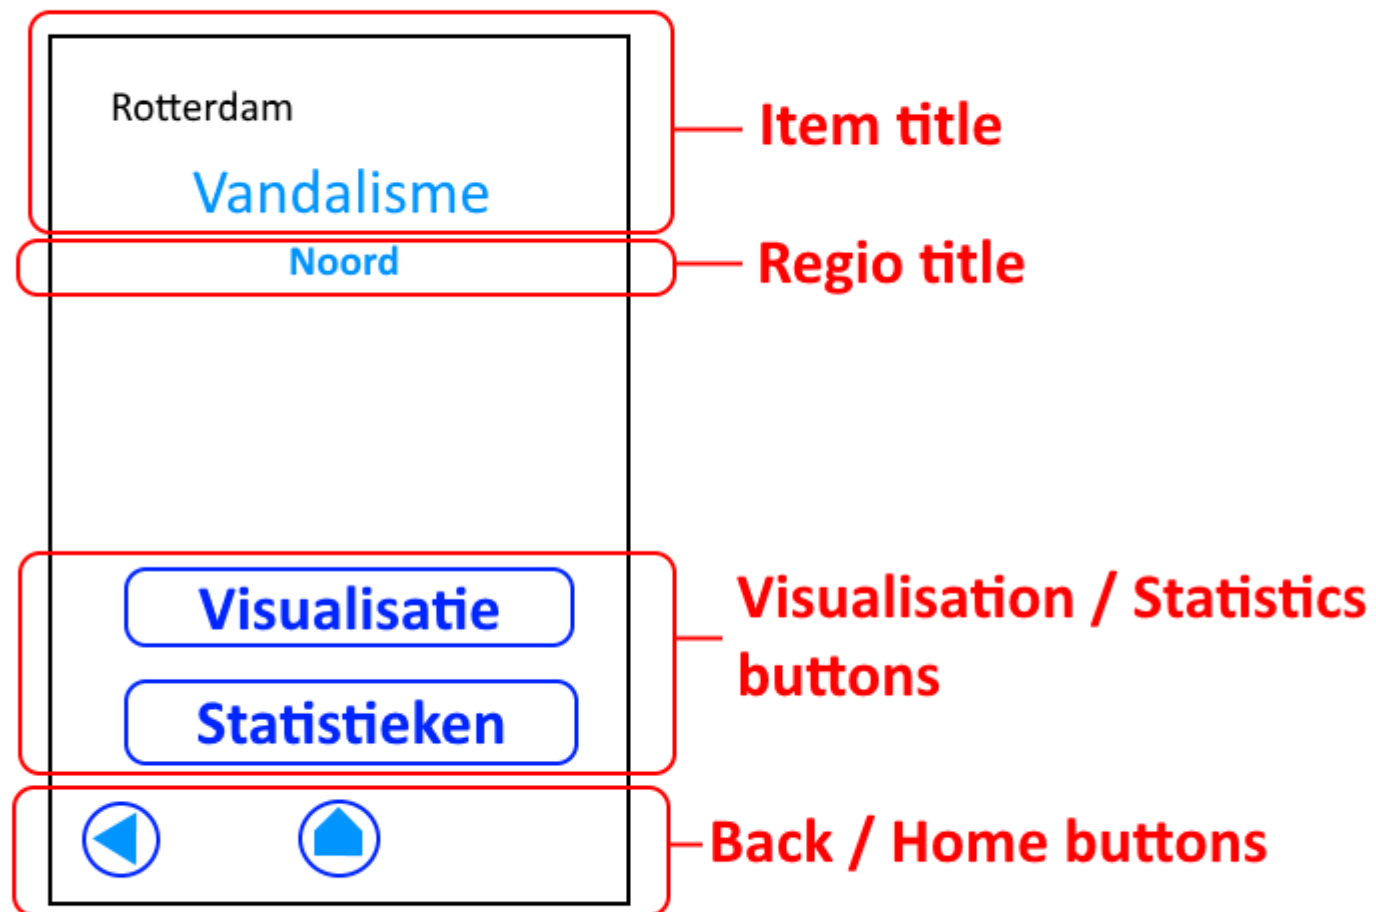 Rotterdam
Item title
Vandalisme
Noord
Regio title
Visualisatie
Visualisation / Statistics
buttons
Statistieken
Back / Home buttons